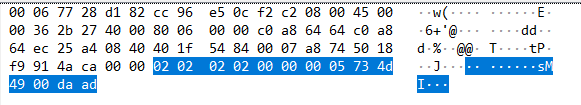 00 06 77 28 d1 82 cc 96 e5 0c f2 c2 08 00 45 00 ··w(····  ······E·
00 36 2b 27 40 00 80 06 00 00 c0 a8 64 64 c0 a8 ·6+'@···  ····dd··
64 ec 25 a4 08 40 40 1f 54 84 00 07 a8 74 50 18 d·%··@@·  T····tP·
f9 91 4a ca 00 00 02 02 02 02 00 00 00 05 73 4d ··J·····  ······sM
49 00 da ad I···